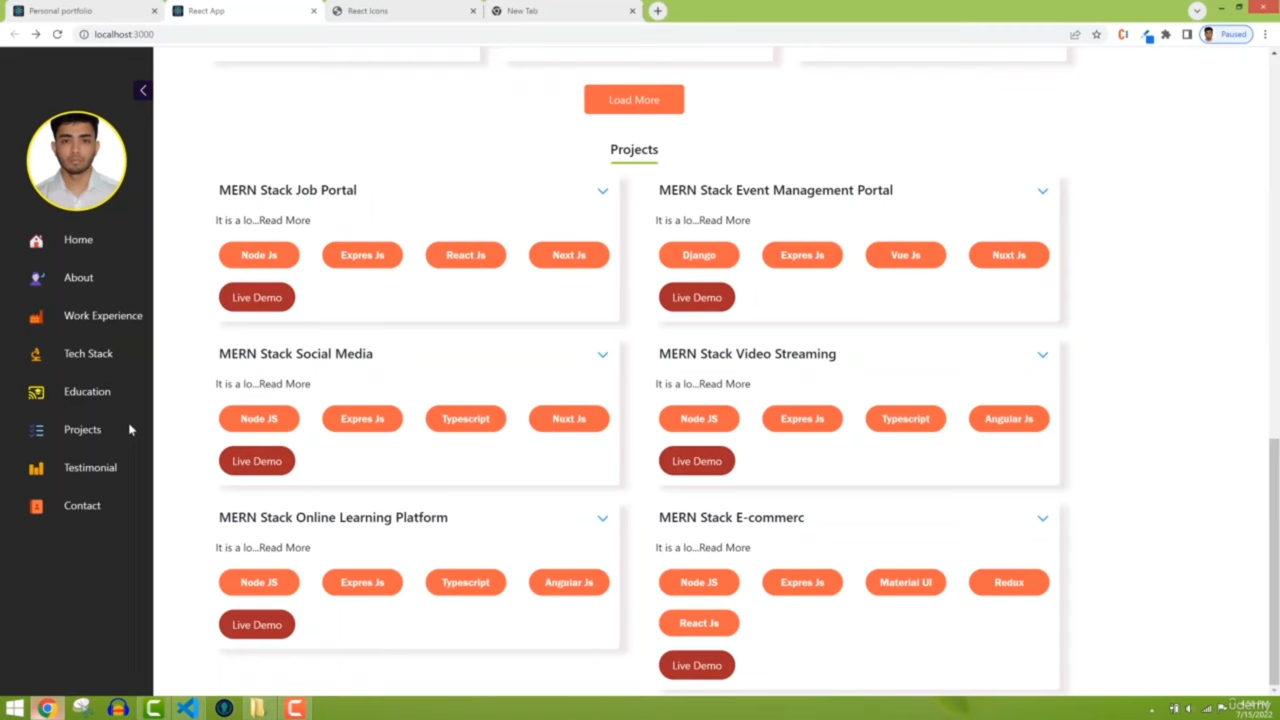 Personal portfolio
React App
React Icons
New Tab
localhost:3000
Paused
Load More
Projects
Home
About
Work Experience
Tech Stack
Education
Projects
Testimonial
Contact
MERN Stack Job Portal
It is a lo...Read More
Node Js Expres Js React Js Next Js
Live Demo
MERN Stack Event Management Portal
It is a lo...Read More
Django Expres Js Vue Js Nuxt Js
Live Demo
MERN Stack Social Media
It is a lo...Read More
Node JS Expres Js Typescript Nuxt Js
Live Demo
MERN Stack Video Streaming
It is a lo...Read More
Node JS Expres Js Typescript Angular Js
Live Demo
MERN Stack Online Learning Platform
It is a lo...Read More
Node JS Expres Js Typescript Angular Js
Live Demo
MERN Stack E-commerc
It is a lo...Read More
Node JS Expres Js Material UI Redux
React Js
Live Demo
Udemy
7/15/2022